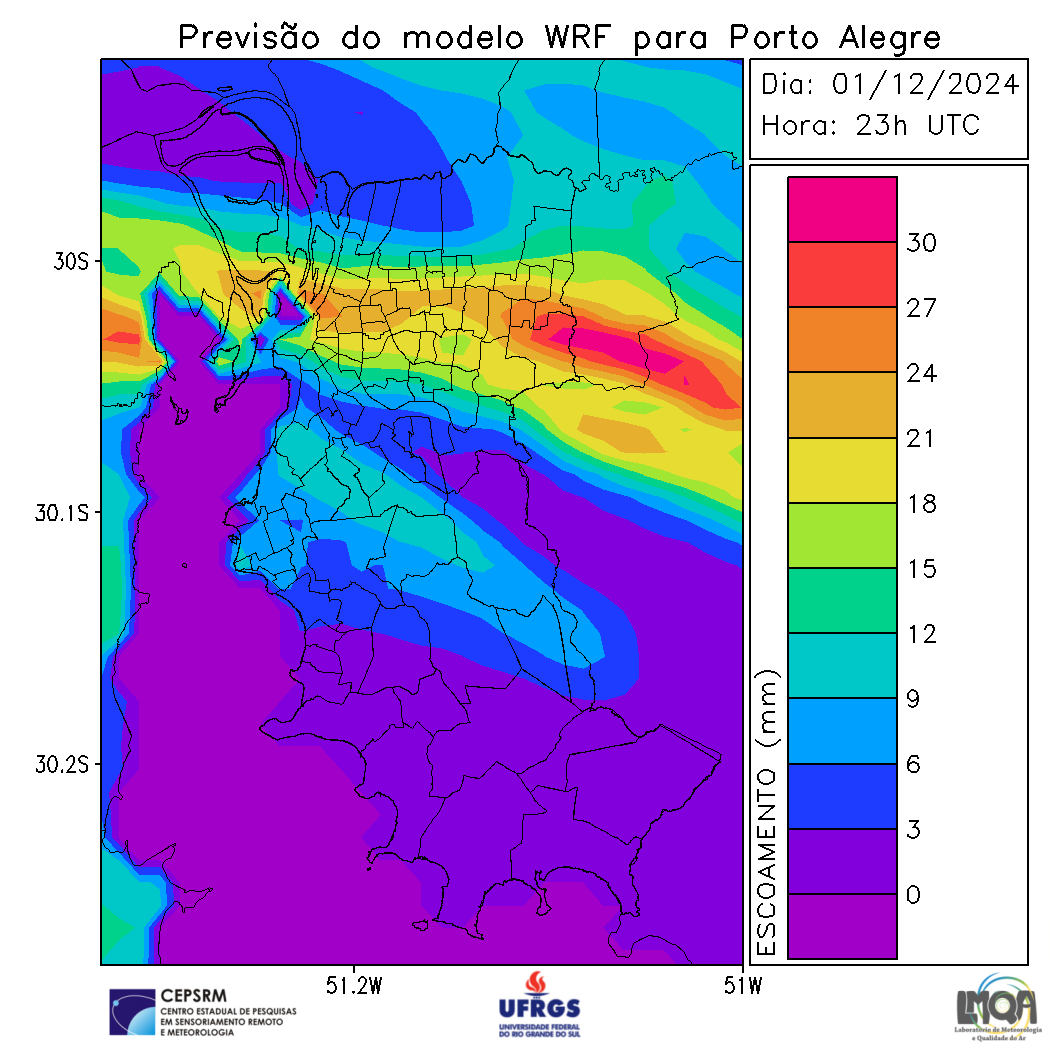 Previsão do modelo WRF para Porto Alegre
Dia: 01/12/2024
Hora: 23h UTC
30S
30.1S
30.2S
51.2W
51W
ESCOAMENTO (mm)
30
27
24
21
18
15
12
9
6
3
0
CEPSRM
CENTRO ESTADUAL DE PESQUISAS
EM SENSORIAMENTO REMOTO
E METEOROLOGIA
UFRGS
UNIVERSIDADE FEDERAL
DO RIO GRANDE DO SUL
LMQA
Laboratório de Meteorologia
e Qualidade do Ar